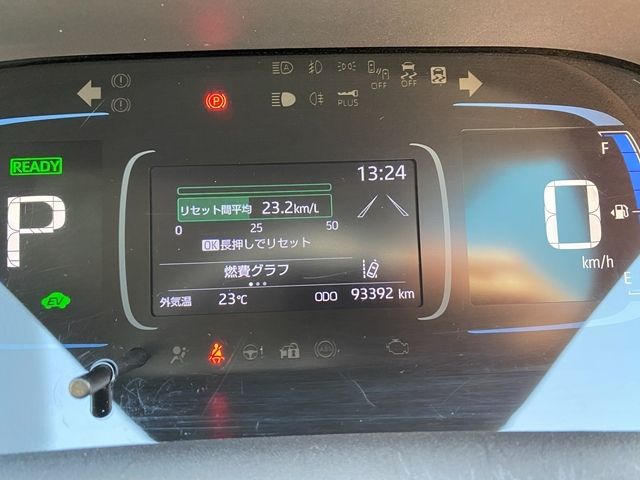 A
OFF
OFF
P
PLUS
READY
13:24
F
リセット間平均 23.2km/L
0 25 50
OK 長押しでリセット
P
0
km/h
燃費グラフ
E
EV
外気温 23℃ ODO 93392 km
ABS